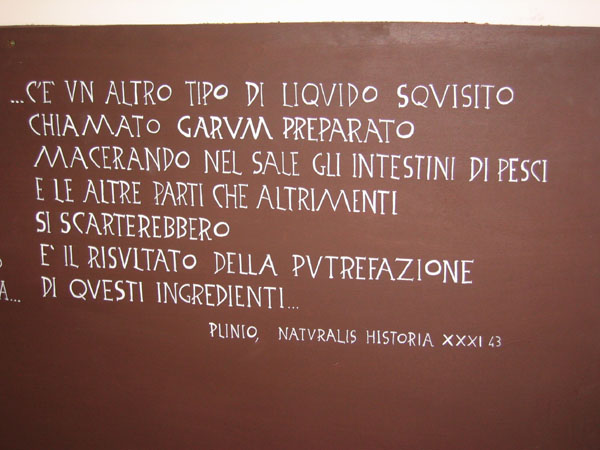 ...C'È VN ALTRO TIPO DI LIQVIDO SQVISITO
CHIAMATO GARVM PREPARATO
MACERANDO NEL SALE GLI INTESTINI DI PESCI
E LE ALTRE PARTI CHE ALTRIMENTI
SI SCARTEREBBERO
E' IL RISVLTATO DELLA PVTREFAZIONE
A... DI QVESTI INGREDIENTI...
PLINIO, NATVRALIS HISTORIA XXXI 43